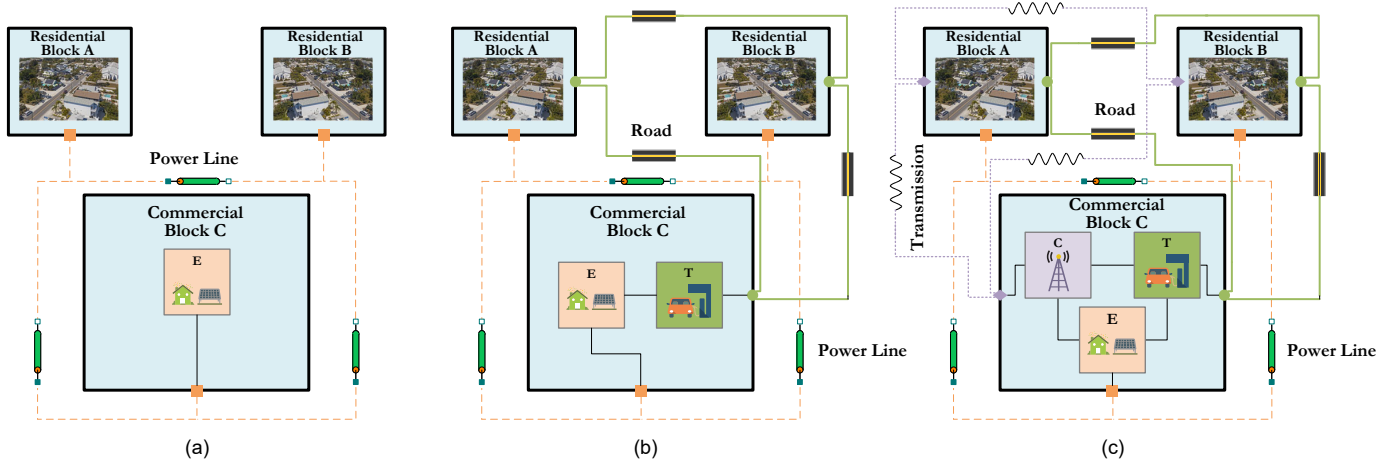 Residential
Block A
Residential
Block B
Power Line
Commercial
Block C
E
(a)
Residential
Block A
Residential
Block B
Road
Commercial
Block C
E
T
Power Line
(b)
Residential
Block A
Residential
Block B
Road
Transmission
Commercial
Block C
C
T
E
Power Line
(c)